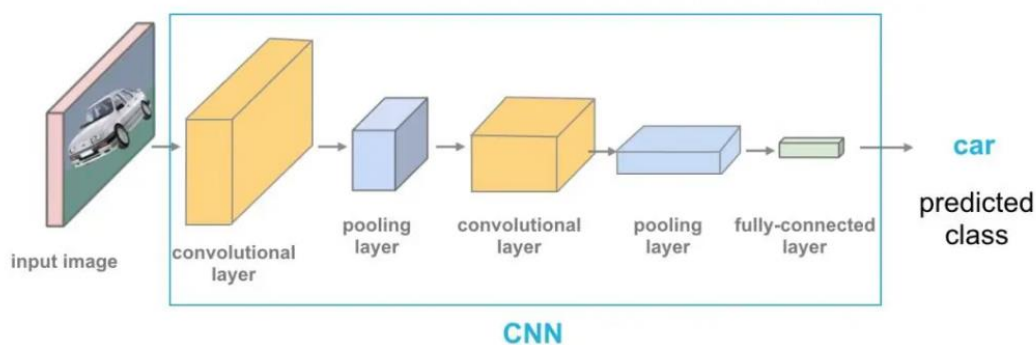 input image
convolutional
layer
pooling
layer
convolutional
layer
pooling
layer
fully-connected
layer
car
predicted
class
CNN